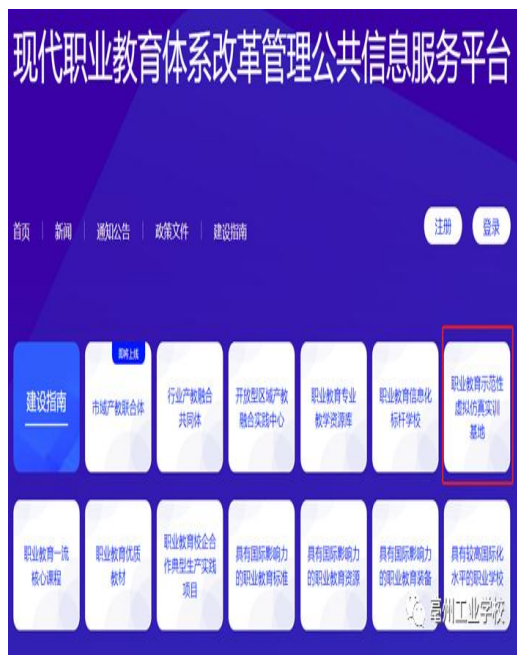 现代职业教育体系改革管理公共信息服务平台
首页 新闻 通知公告 政策文件 建设指南 注册 登录
即将上线
建设指南
市域产教联合体
行业产教融合
共同体
开放型区域产教
融合实践中心
职业教育专业
教学资源库
职业教育信息化
标杆学校
职业教育示范性
虚拟仿真实训
基地
职业教育一流
核心课程
职业教育优质
教材
职业教育校企合
作典型生产实践
项目
具有国际影响力
的职业教育标准
具有国际影响力
的职业教育资源
具有国际影响力
的职业教育装备
具有较高国际化
水平的职业学校
亳州工业学校